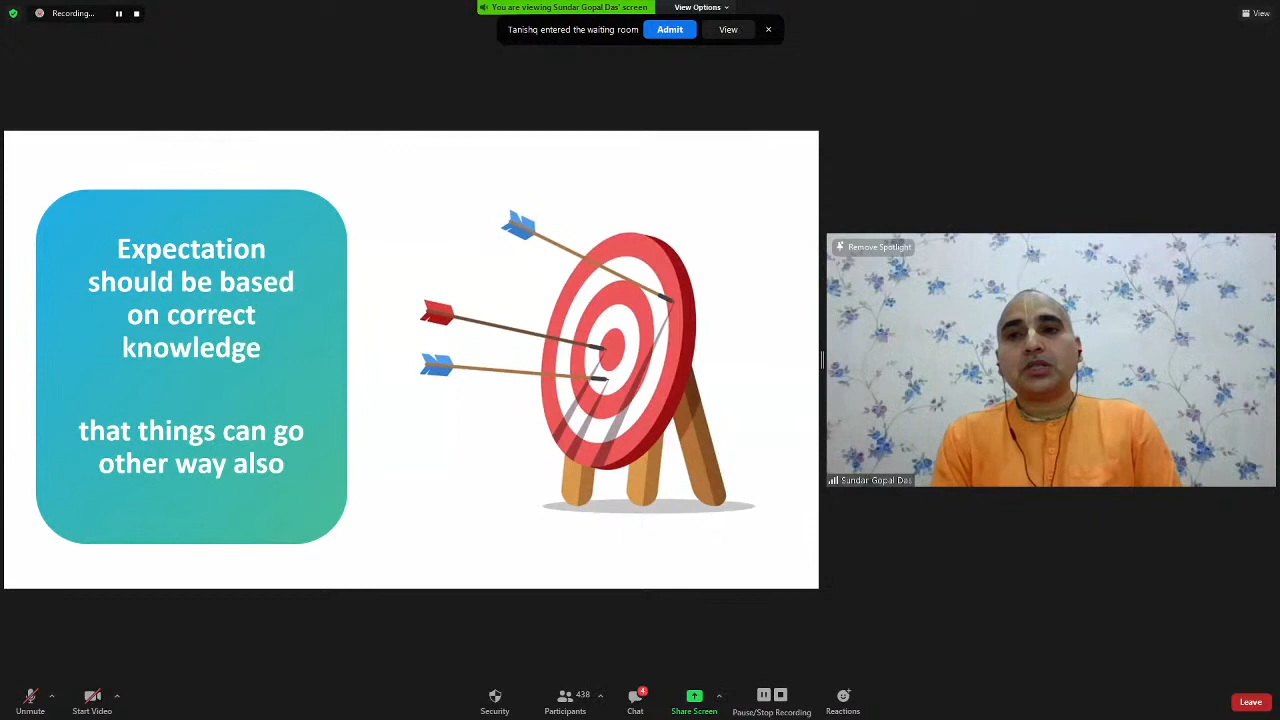 Recording...
You are viewing Sundar Gopal Das' screen
View Options
View
Tanishq entered the waiting room
Admit
View
Expectation
should be based
on correct
knowledge
that things can go
other way also
Remove Spotlight
Sundar Gopal Das
Unmute
Start Video
Security
438
Participants
4
Chat
Share Screen
Pause/Stop Recording
Reactions
Leave